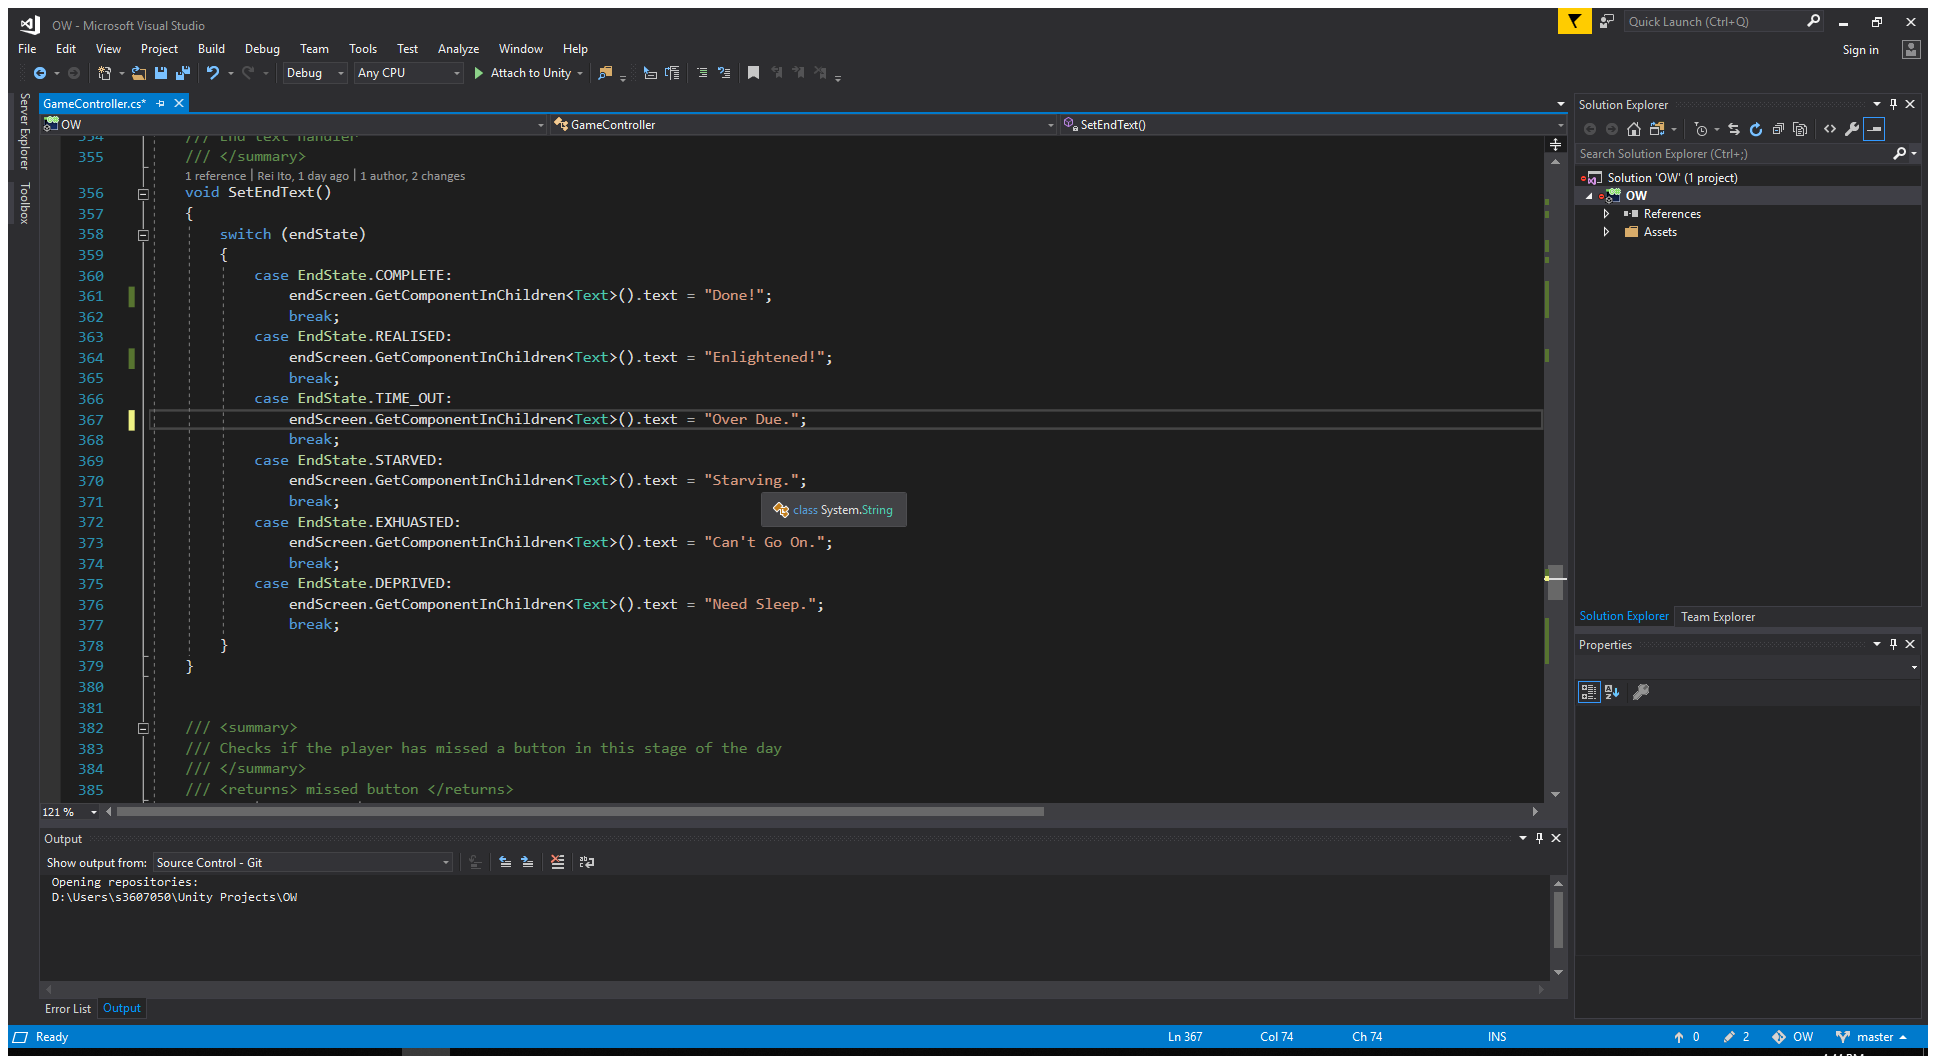 OW - Microsoft Visual Studio
Quick Launch (Ctrl+Q)
File Edit View Project Build Debug Team Tools Test Analyze Window Help
Sign in
Debug Any CPU Attach to Unity
Server Explorer
Toolbox
GameController.cs*
OW GameController SetEndText()
354 /// End text handler
355 /// </summary>
1 reference | Rei Ito, 1 day ago | 1 author, 2 changes
356 void SetEndText()
357 {
358 switch (endState)
359 {
360 case EndState.COMPLETE:
361 endScreen.GetComponentInChildren<Text>().text = "Done!";
362 break;
363 case EndState.REALISED:
364 endScreen.GetComponentInChildren<Text>().text = "Enlightened!";
365 break;
366 case EndState.TIME_OUT:
367 endScreen.GetComponentInChildren<Text>().text = "Over Due.";
368 break;
369 case EndState.STARVED:
370 endScreen.GetComponentInChildren<Text>().text = "Starving.";
371 break;
class System.String
372 case EndState.EXHUASTED:
373 endScreen.GetComponentInChildren<Text>().text = "Can't Go On.";
374 break;
375 case EndState.DEPRIVED:
376 endScreen.GetComponentInChildren<Text>().text = "Need Sleep.";
377 break;
378 }
379 }
380
381
382 /// <summary>
383 /// Checks if the player has missed a button in this stage of the day
384 /// </summary>
385 /// <returns> missed button </returns>
121 %
Output
Show output from: Source Control - Git
Opening repositories:
D:\Users\s3607050\Unity Projects\OW
Error List Output
Solution Explorer
Search Solution Explorer (Ctrl+;)
Solution 'OW' (1 project)
OW
References
Assets
Solution Explorer Team Explorer
Properties
Ready Ln 367 Col 74 Ch 74 INS 0 2 OW master